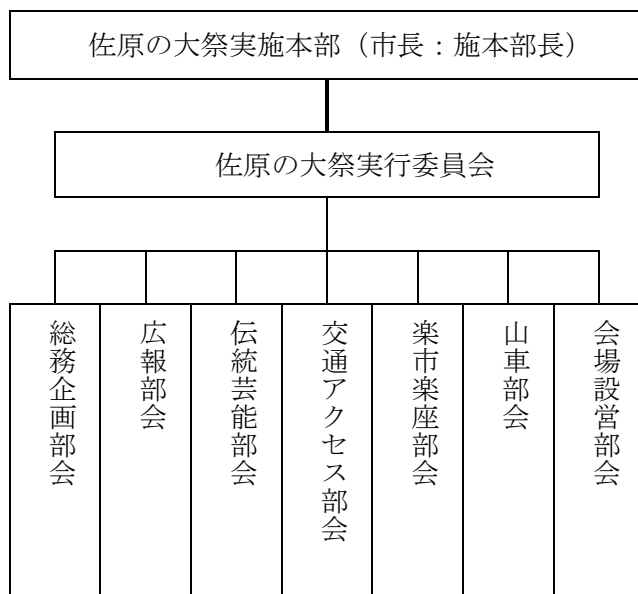 佐原の大祭実施本部（市長：施本部長）
佐原の大祭実行委員会
総務企画部会
広報部会
伝統芸能部会
交通アクセス部会
楽市楽座部会
山車部会
会場設営部会